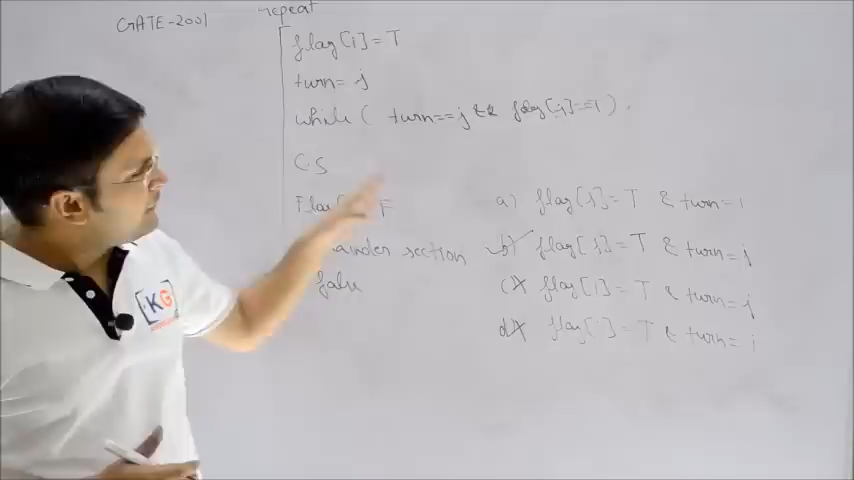 GATE-2001
repeat
flag[i] = T
turn = j
while ( turn == j && flag[j] == T )
C.S
F
section
false
a) flag[j] = T & turn = i
b) flag[j] = T & turn = j
c) flag[i] = T & turn = j
d) flag[i] = T & turn = i
KG